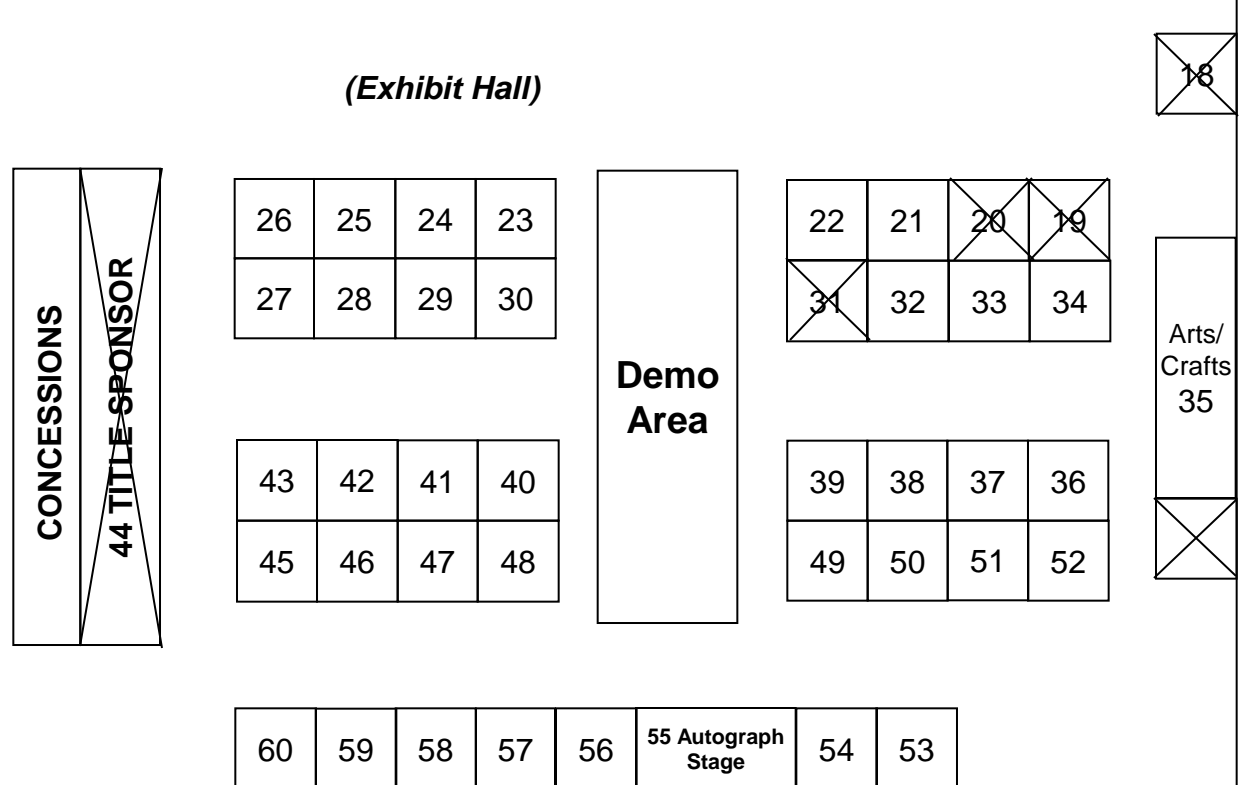 18
(Exhibit Hall)
26 25 24 23
22 21 20 19
27 28 29 30
31 32 33 34
CONCESSIONS
44 TITLE SPONSOR
Demo
Area
Arts/
Crafts
35
43 42 41 40
39 38 37 36
45 46 47 48
49 50 51 52
60 59 58 57 56
55 Autograph
Stage
54 53